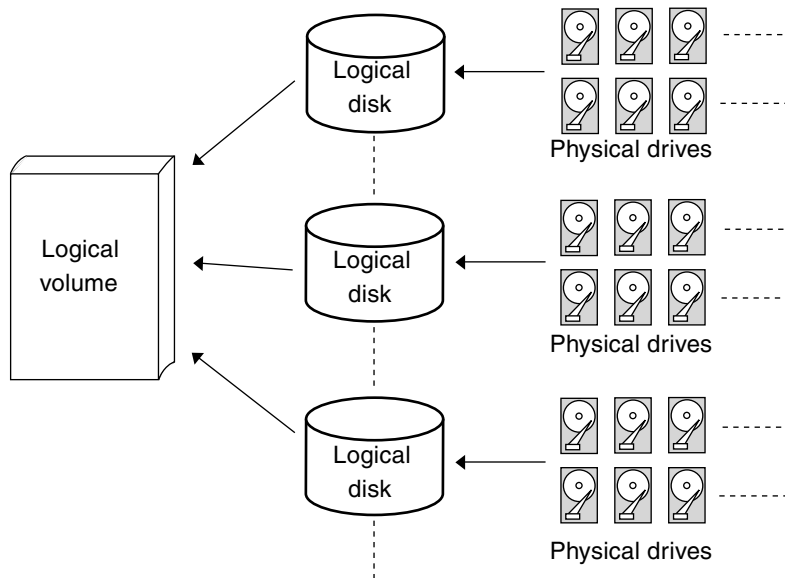 Logical
disk
Physical drives
Logical
volume
Logical
disk
Physical drives
Logical
disk
Physical drives